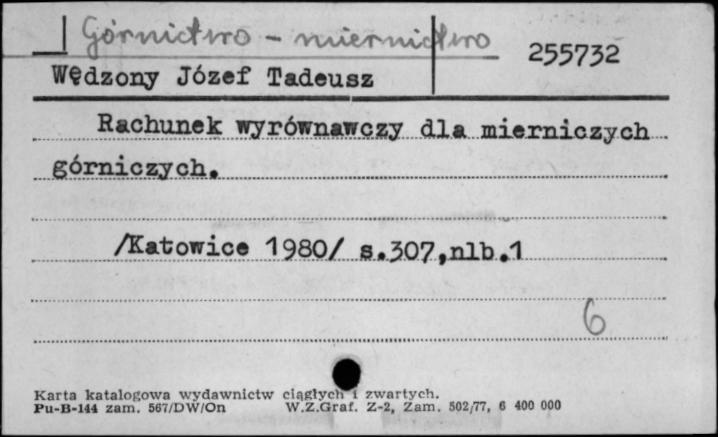 Górnictwo - miernictwo
255732
Wędzony Józef Tadeusz
Rachunek wyrównawczy dla mierniczych
górniczych.
/Katowice 1980/ s.307,nlb.1
6
Karta katalogowa wydawnictw ciągłych i zwartych.
Pu-B-144 zam. 567/DW/On W.Z.Graf. Z-2, Zam. 502/77, 6 400 000